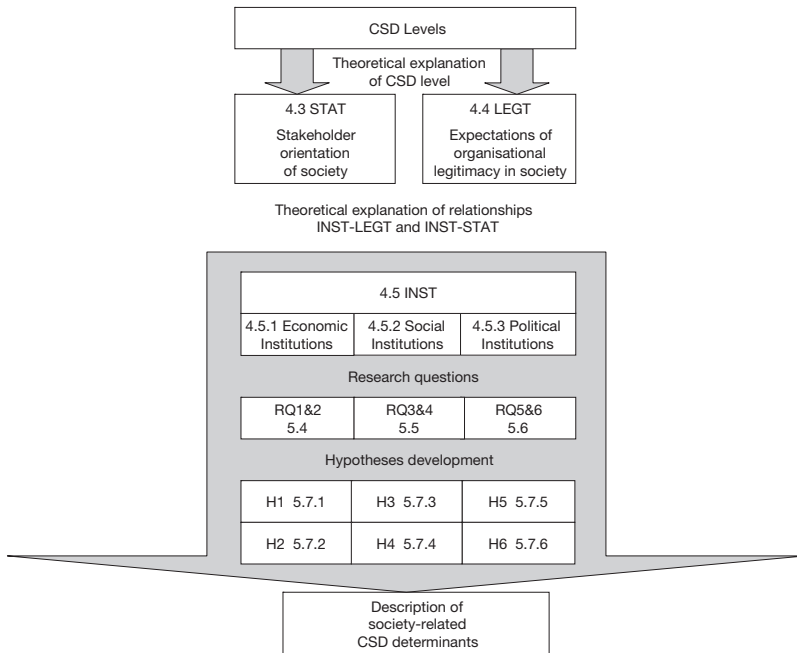 CSD Levels
Theoretical explanation
of CSD level
4.3 STAT
Stakeholder
orientation
of society
4.4 LEGT
Expectations of
organisational
legitimacy in society
Theoretical explanation of relationships
INST-LEGT and INST-STAT
4.5 INST
4.5.1 Economic
Institutions
4.5.2 Social
Institutions
4.5.3 Political
Institutions
Research questions
RQ1&2
5.4
RQ3&4
5.5
RQ5&6
5.6
Hypotheses development
H1 5.7.1
H3 5.7.3
H5 5.7.5
H2 5.7.2
H4 5.7.4
H6 5.7.6
Description of
society-related
CSD determinants